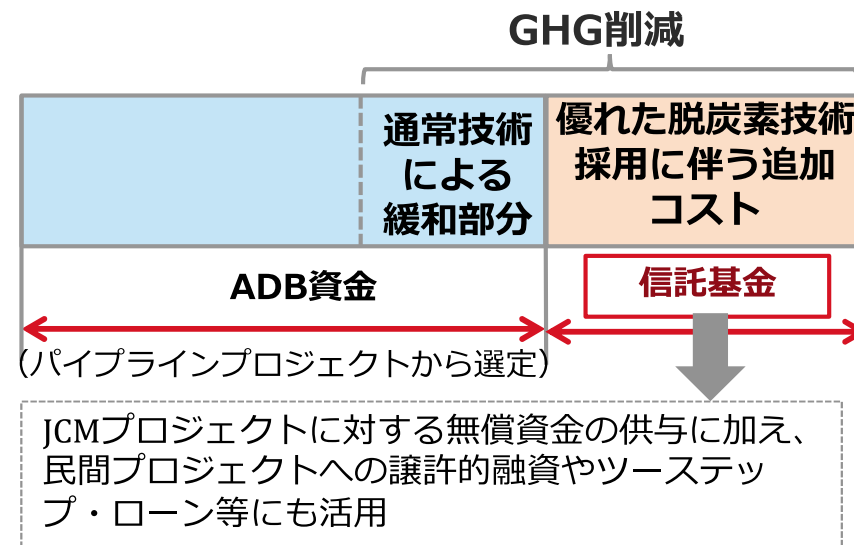 GHG削減
通常技術
による
緩和部分
優れた脱炭素技術
採用に伴う追加
コスト
ADB資金
信託基金
（パイプラインプロジェクトから選定）
JCMプロジェクトに対する無償資金の供与に加え、
民間プロジェクトへの譲許的融資やツーステッ
プ・ローン等にも活用